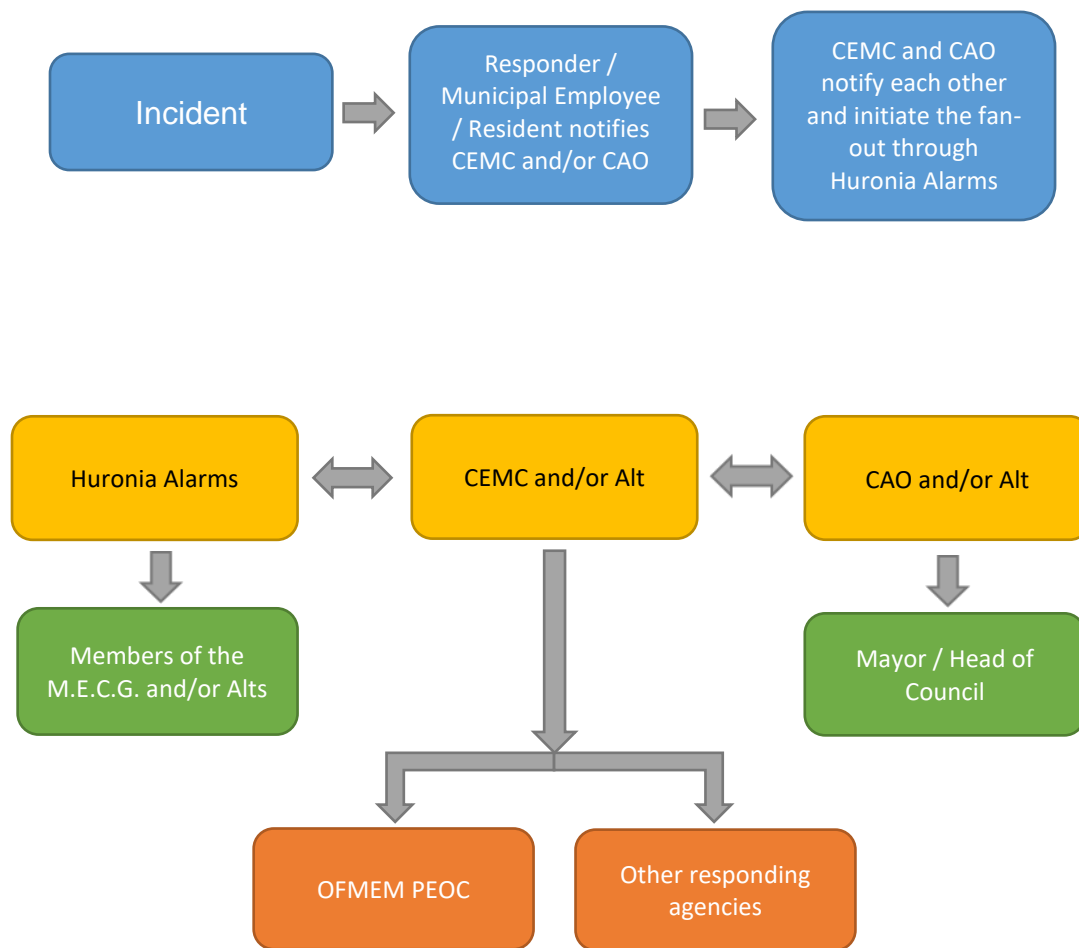 Incident
Responder /
Municipal Employee
/ Resident notifies
CEMC and/or CAO
CEMC and CAO
notify each other
and initiate the fan-
out through
Huronia Alarms
Huronia Alarms
CEMC and/or Alt
CAO and/or Alt
Members of the
M.E.C.G. and/or Alts
Mayor / Head of
Council
OFMEM PEOC
Other responding
agencies